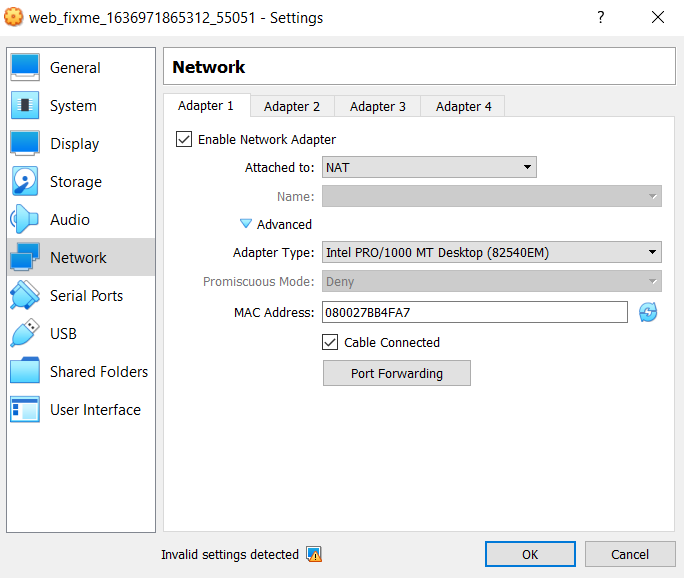 web_fixme_1636971865312_55051 - Settings
?
General
System
Display
Storage
Audio
Network
Serial Ports
USB
Shared Folders
User Interface
Network
Adapter 1 Adapter 2 Adapter 3 Adapter 4
Enable Network Adapter
Attached to: NAT
Name:
Advanced
Adapter Type: Intel PRO/1000 MT Desktop (82540EM)
Promiscuous Mode: Deny
MAC Address: 080027BB4FA7
Cable Connected
Port Forwarding
Invalid settings detected
OK Cancel